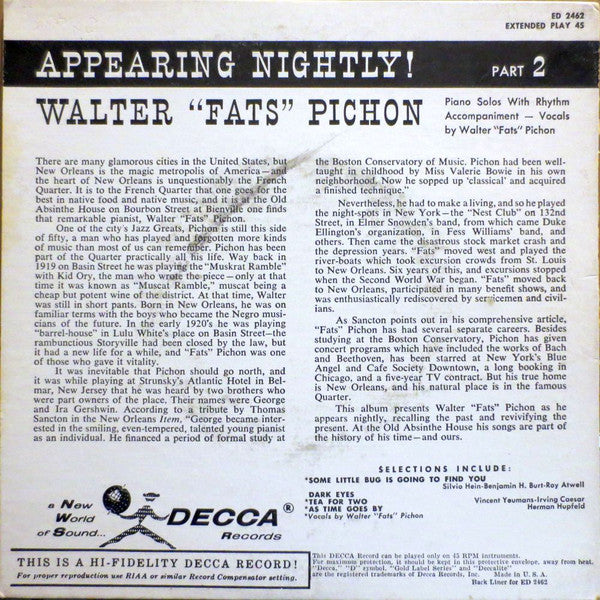 ED 2462
EXTENDED PLAY 45
APPEARING NIGHTLY! PART 2
WALTER "FATS" PICHON
Piano Solos With Rhythm
Accompaniment — Vocals
by Walter "Fats" Pichon
There are many glamorous cities in the United States, but
New Orleans is the magic metropolis of America—and
the heart of New Orleans is unquestionably the French
Quarter. It is to the French Quarter that one goes for the
best in native food and native music, and it is at the Old
Absinthe House on Bourbon Street at Bienville one finds
that remarkable pianist, Walter "Fats" Pichon.
One of the city's Jazz Greats, Pichon is still this side
of fifty, a man who has played and forgotten more kinds
of music than most of us can remember. Pichon has been
part of the Quarter practically all his life. Way back in
1919 on Basin Street he was playing the "Muskrat Ramble"
with Kid Ory, the man who wrote the piece—only at that
time it was known as "Muscat Ramble," muscat being a
cheap but potent wine of the district. At that time, Walter
was still in short pants. Born in New Orleans, he was on
familiar terms with the boys who became the Negro musi-
cians of the future. In the early 1920's he was playing
"barrel-house" in Lulu White's place on Basin Street—the
rambunctious Storyville had been closed by the law, but
it had a new life for a while, and "Fats" Pichon was one
of those who gave it vitality.
It was inevitable that Pichon should go north, and
it was while playing at Strunsky's Atlantic Hotel in Bel-
mar, New Jersey that he was heard by two brothers who
were part owners of the place. Their names were George
and Ira Gershwin. According to a tribute by Thomas
Sancton in the New Orleans Item, "George became inter-
ested in the smiling, even-tempered, talented young pianist
as an individual. He financed a period of formal study at
the Boston Conservatory of Music. Pichon had been well-
taught in childhood by Miss Valerie Bowie in his own
neighborhood. Now he sopped up 'classical' and acquired
a finished technique."
Nevertheless, he had to make a living, and so he played
the night-spots in New York—the "Nest Club" on 132nd
Street, in Elmer Snowden's band, from which came Duke
Ellington's organization, in Fess Williams' band, and
others. Then came the disastrous stock market crash and
the depression years. "Fats" moved west and played the
river-boats which took excursion crowds from St. Louis
to New Orleans. Six years of this, and excursions stopped
when the Second World War began. "Fats" moved back
to New Orleans, participated in many benefit shows, and
was enthusiastically rediscovered by servicemen and civil-
ians.
As Sancton points out in his comprehensive article,
"Fats" Pichon has had several separate careers. Besides
studying at the Boston Conservatory, Pichon has given
concert programs which have included the works of Bach
and Beethoven, has been starred at New York's Blue
Angel and Cafe Society Downtown, a long booking in
Chicago, and a five-year TV contract. But his true home
is New Orleans, and his natural place is in the famous
Quarter.
This album presents Walter "Fats" Pichon as he
appears nightly, recalling the past and revivifying the
present. At the Old Absinthe House his songs are part of
the history of his time—and ours.
SELECTIONS INCLUDE:
*SOME LITTLE BUG IS GOING TO FIND YOU
Silvio Hein-Benjamin H. Burt-Roy Atwell
DARK EYES
*TEA FOR TWO Vincent Youmans-Irving Caesar
*AS TIME GOES BY Herman Hupfeld
*Vocals by Walter "Fats" Pichon
a New
World
of Sound...
DECCA®
Records
THIS IS A HI-FIDELITY DECCA RECORD!
For proper reproduction use RIAA or similar Record Compensator setting.
This DECCA Record can be played only on 45 RPM instruments.
For maximum protection, it should be kept in this protective envelope, away from heat.
"Decca," "D" symbol, "Gold Label Series" and "Deccalite"
are the registered trademarks of Decca Records, Inc. Made in U. S. A.
Back Liner for ED 2462